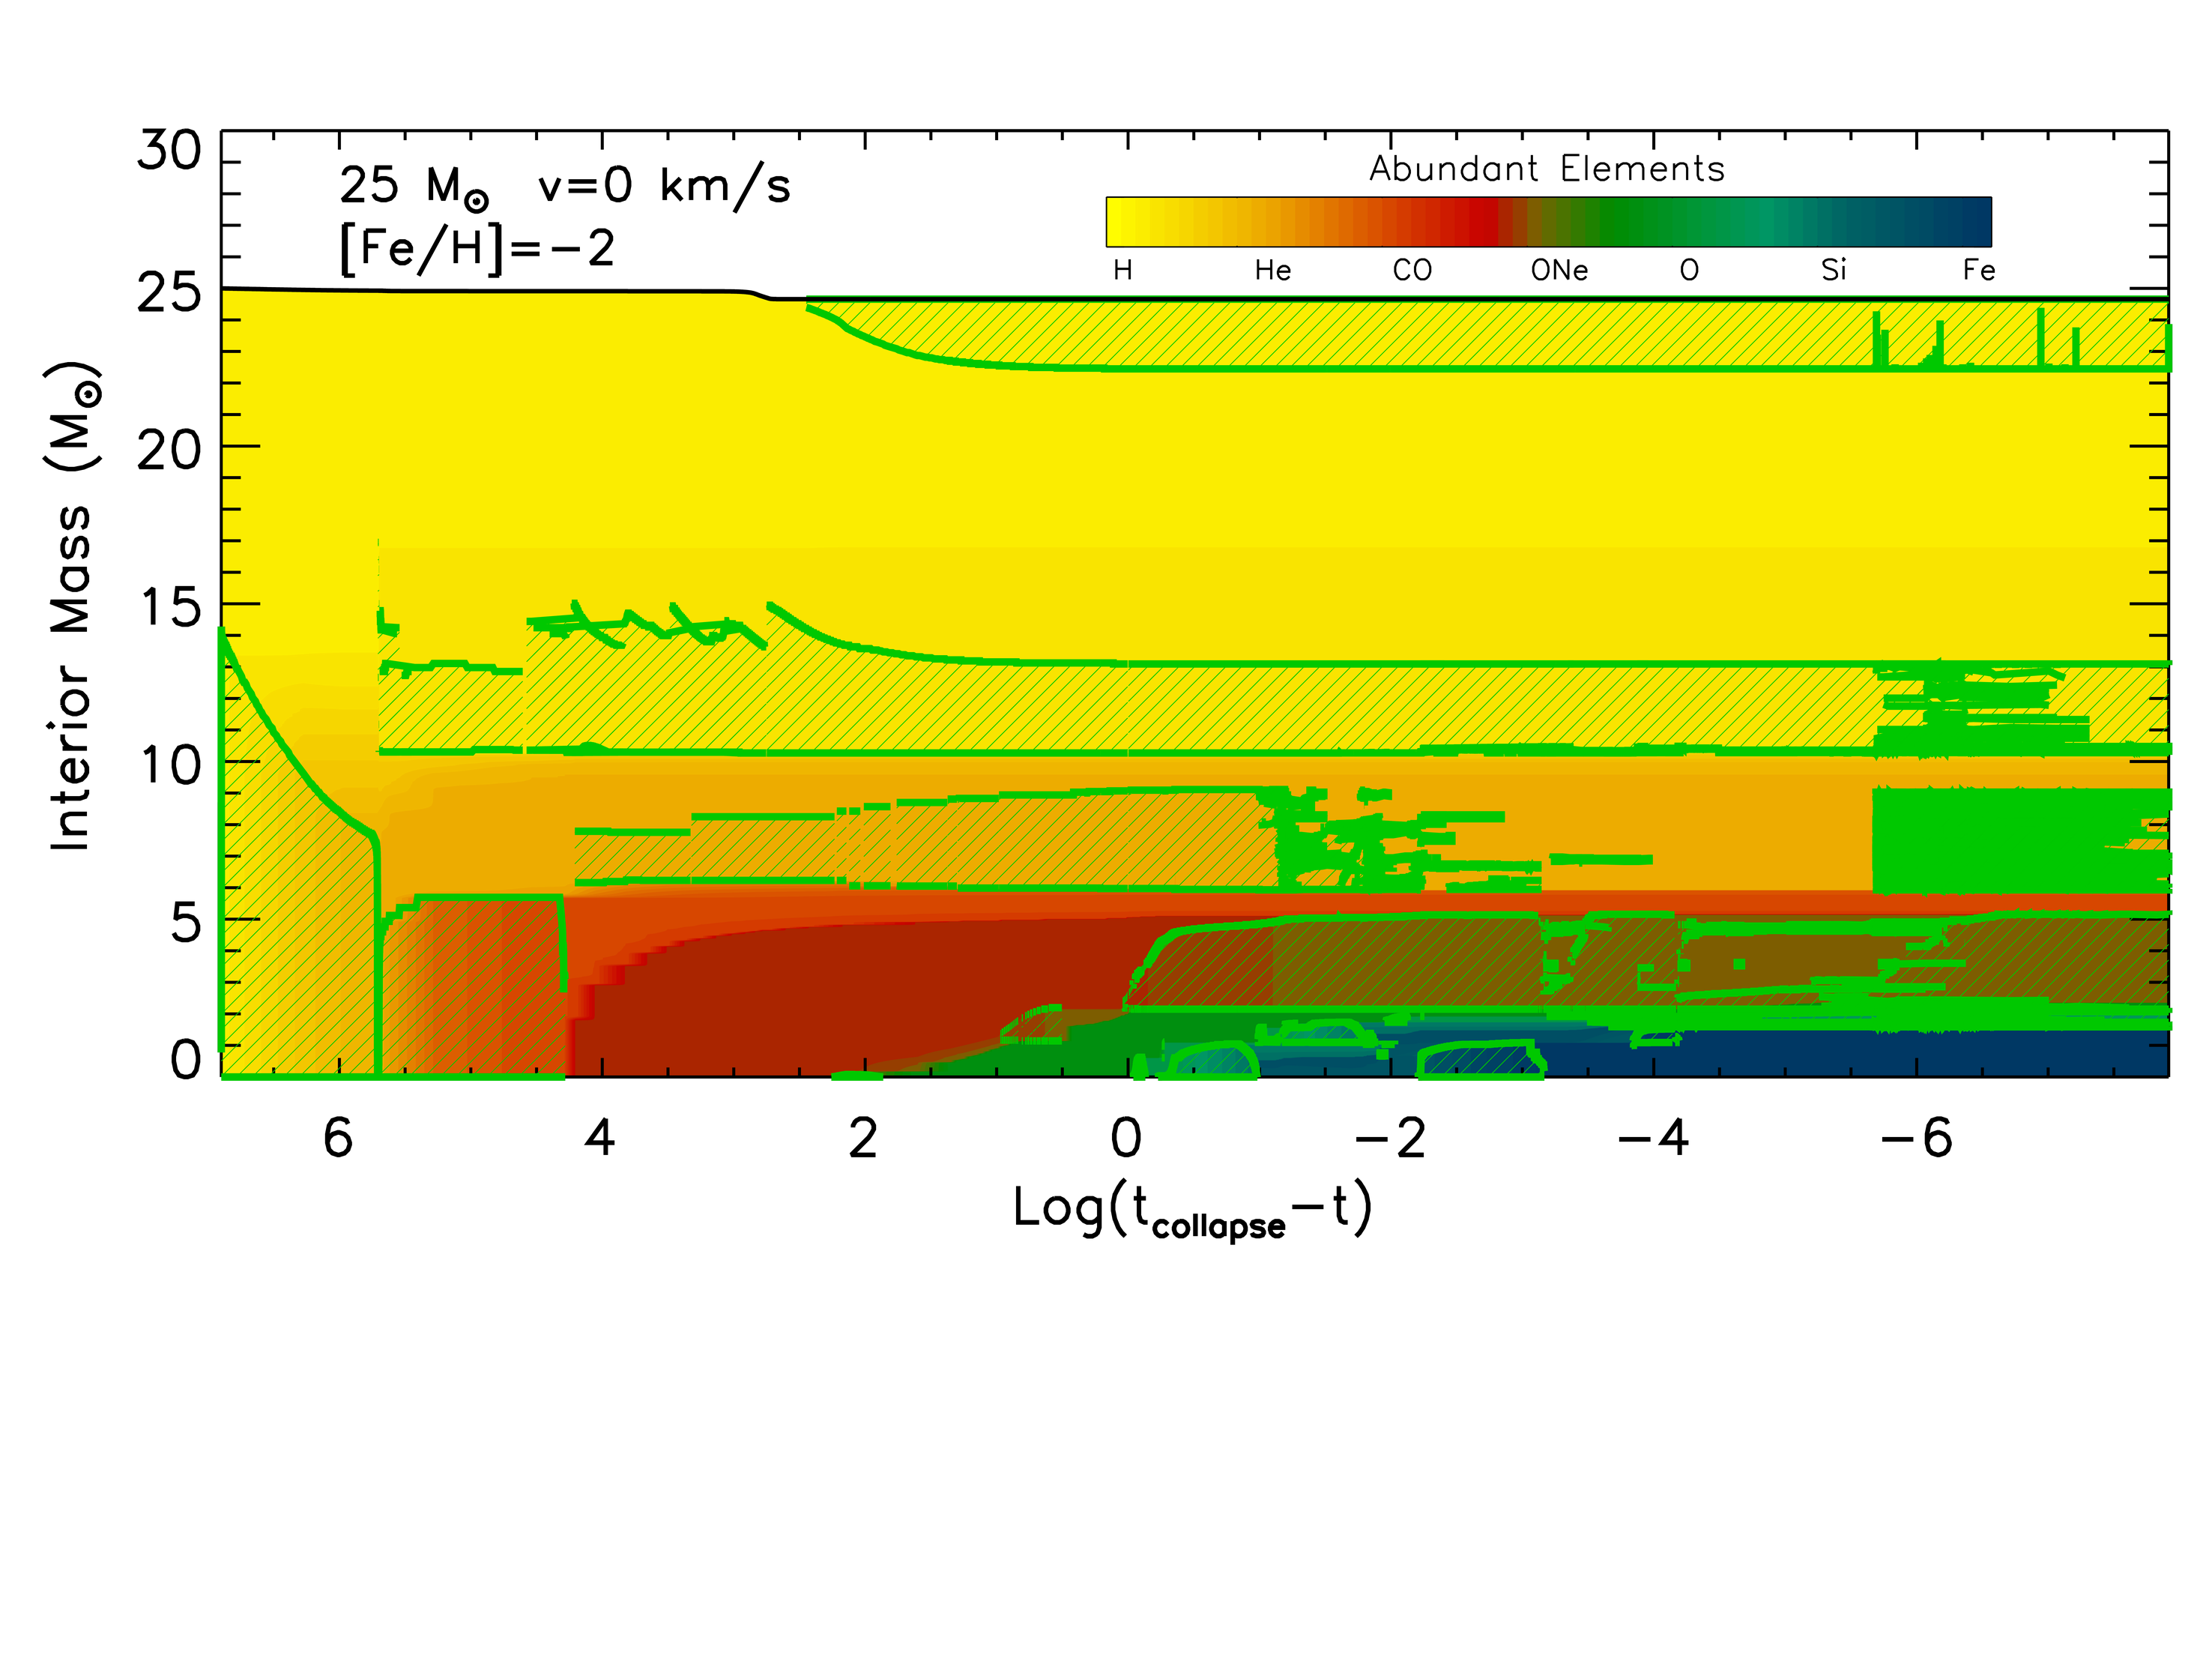 30
25 M☉ v=0 km/s
[Fe/H]=−2
Abundant Elements
H He CO ONe O Si Fe
25
20
15
10
5
0
Interior Mass (M☉)
6 4 2 0 −2 −4 −6
Log(tcollapse−t)